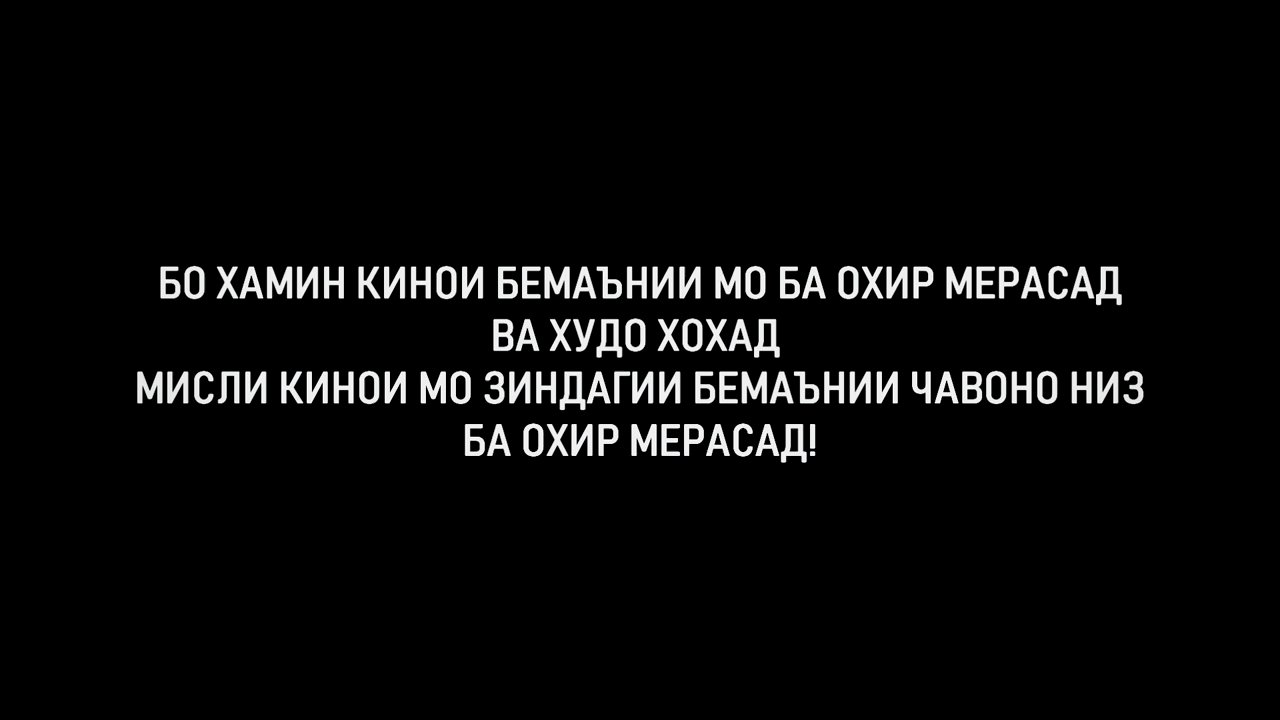 БО ХАМИН КИНОИ БЕМАЪНИИ МО БА ОХИР МЕРАСАД
ВА ХУДО ХОХАД
МИСЛИ КИНОИ МО ЗИНДАГИИ БЕМАЪНИИ ЧАВОНО НИЗ
БА ОХИР МЕРАСАД!